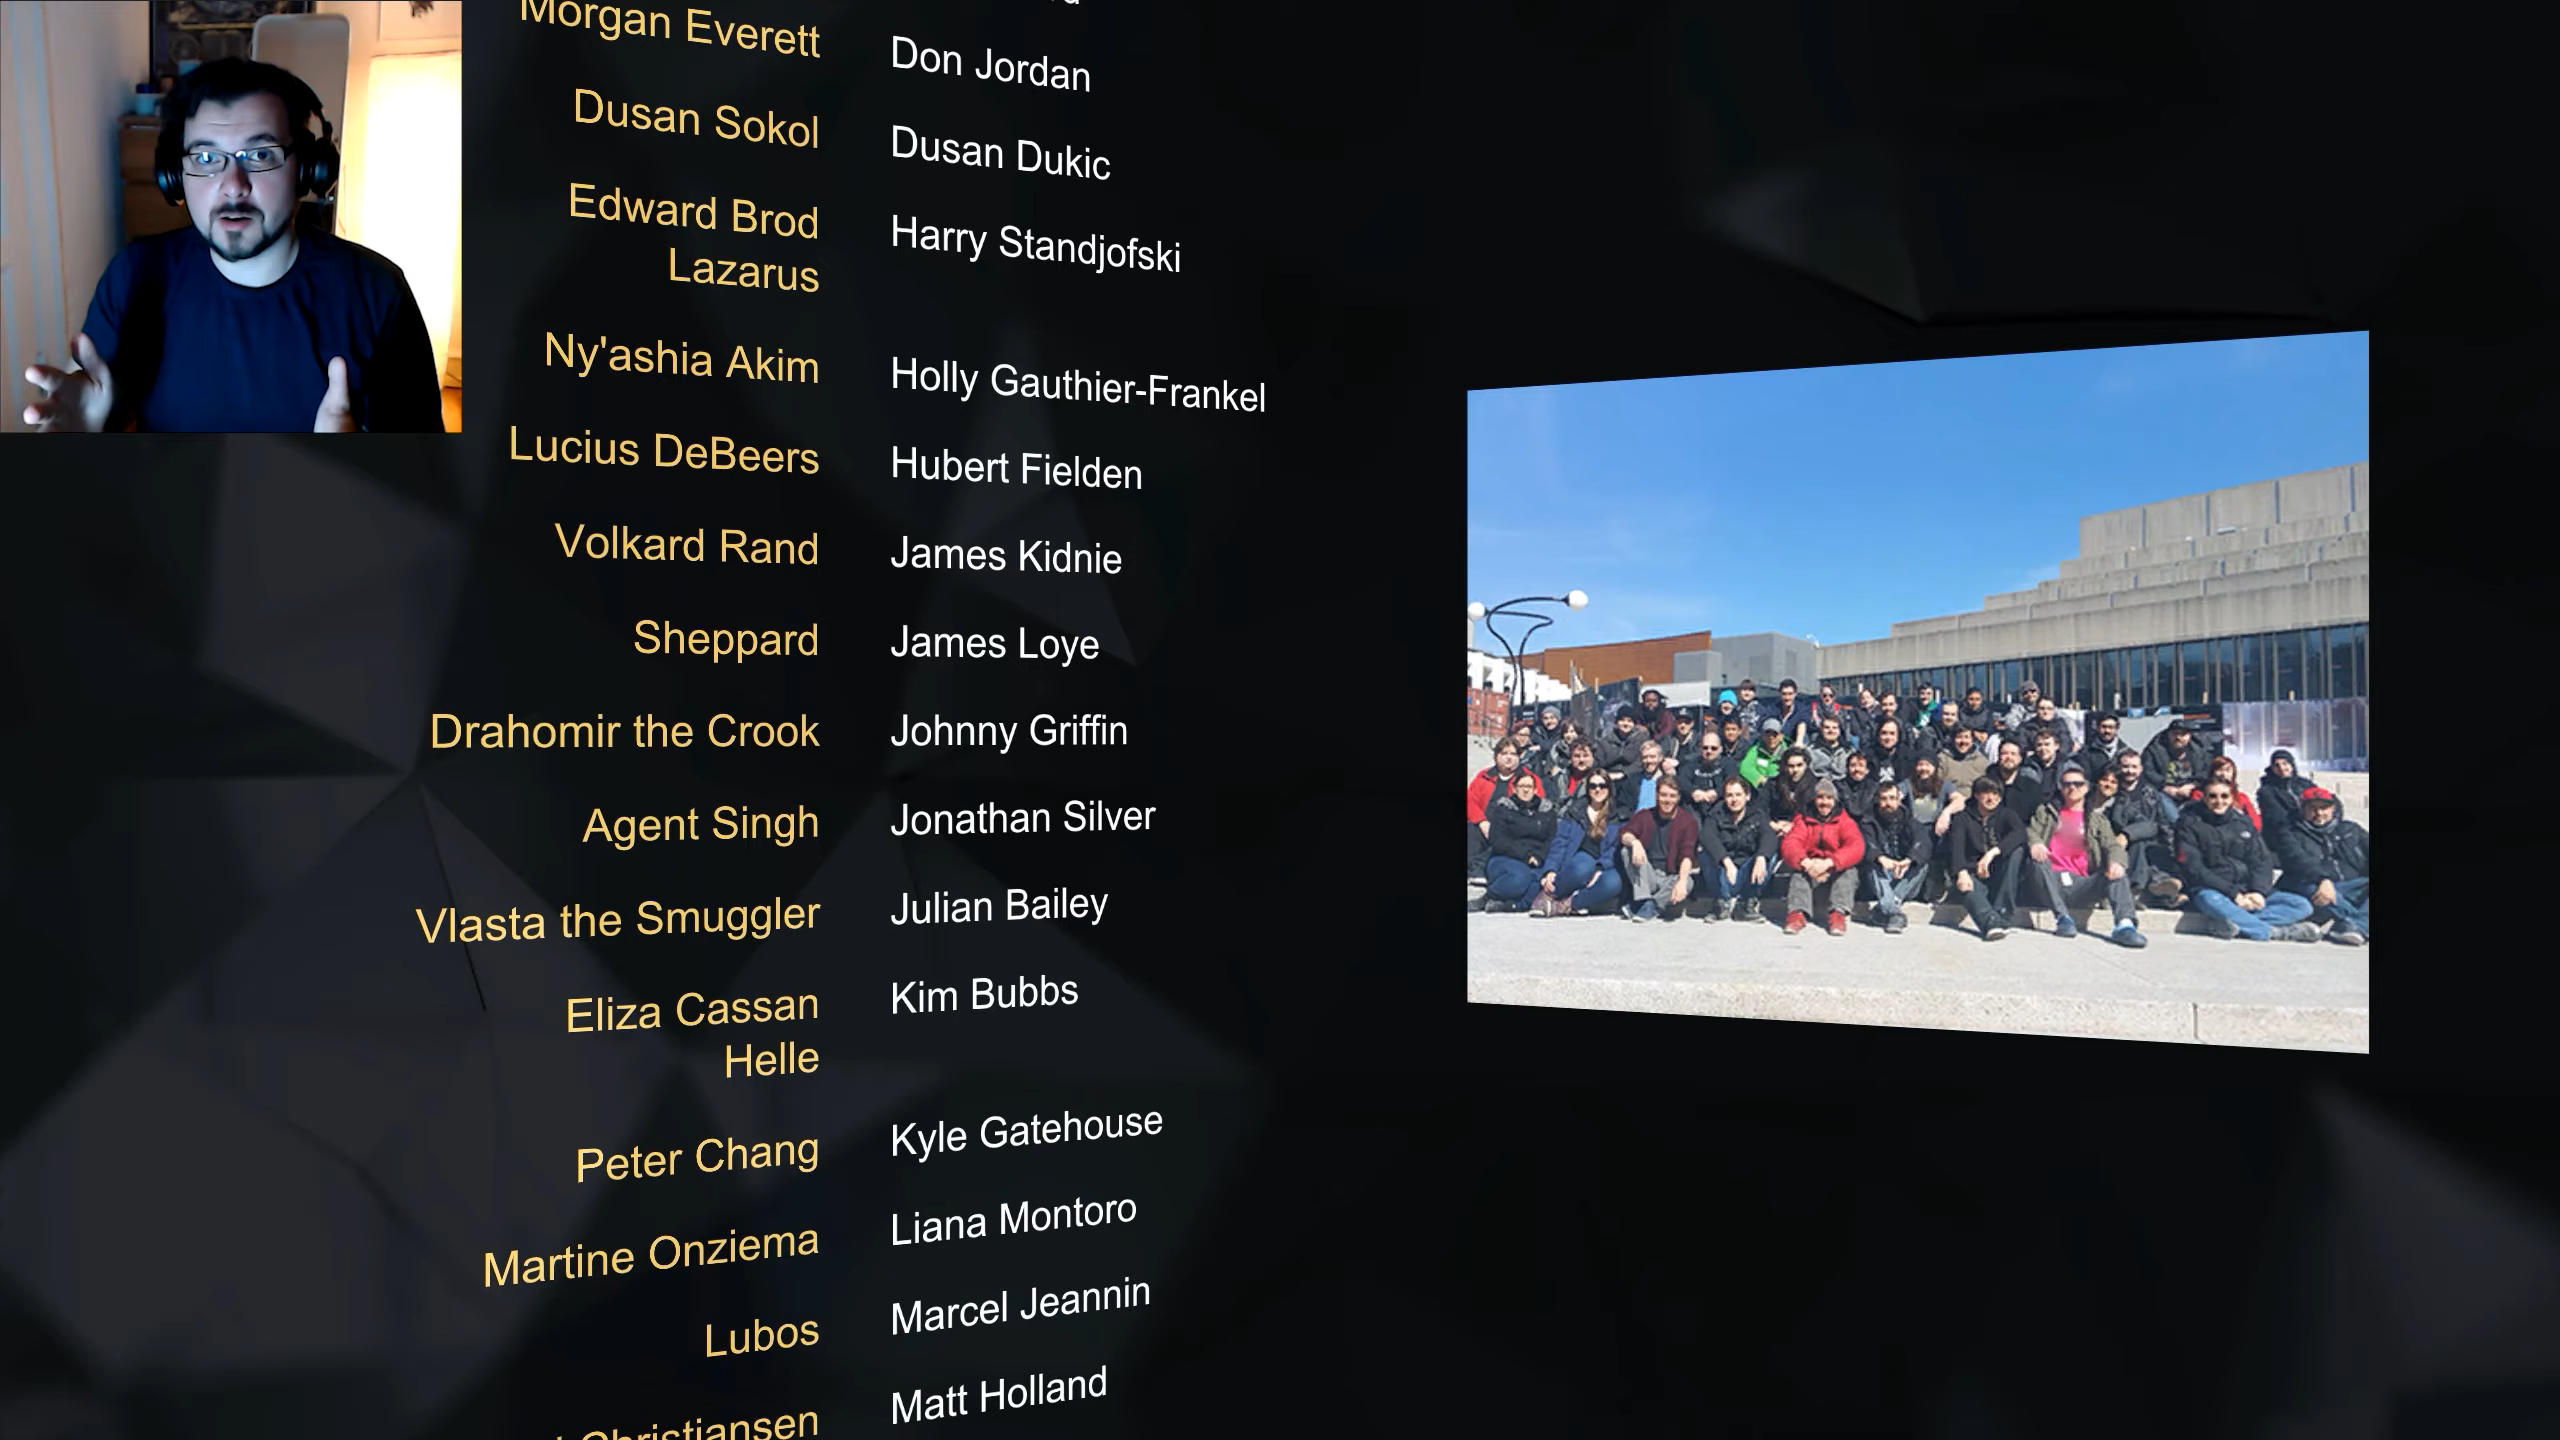 Morgan Everett
Don Jordan
Dusan Sokol
Dusan Dukic
Edward Brod
Lazarus
Harry Standjofski
Ny'ashia Akim
Holly Gauthier-Frankel
Lucius DeBeers
Hubert Fielden
Volkard Rand
James Kidnie
Sheppard
James Loye
Drahomir the Crook
Johnny Griffin
Agent Singh
Jonathan Silver
Vlasta the Smuggler
Julian Bailey
Eliza Cassan
Helle
Kim Bubbs
Peter Chang
Kyle Gatehouse
Martine Onziema
Liana Montoro
Lubos
Marcel Jeannin
Christiansen
Matt Holland